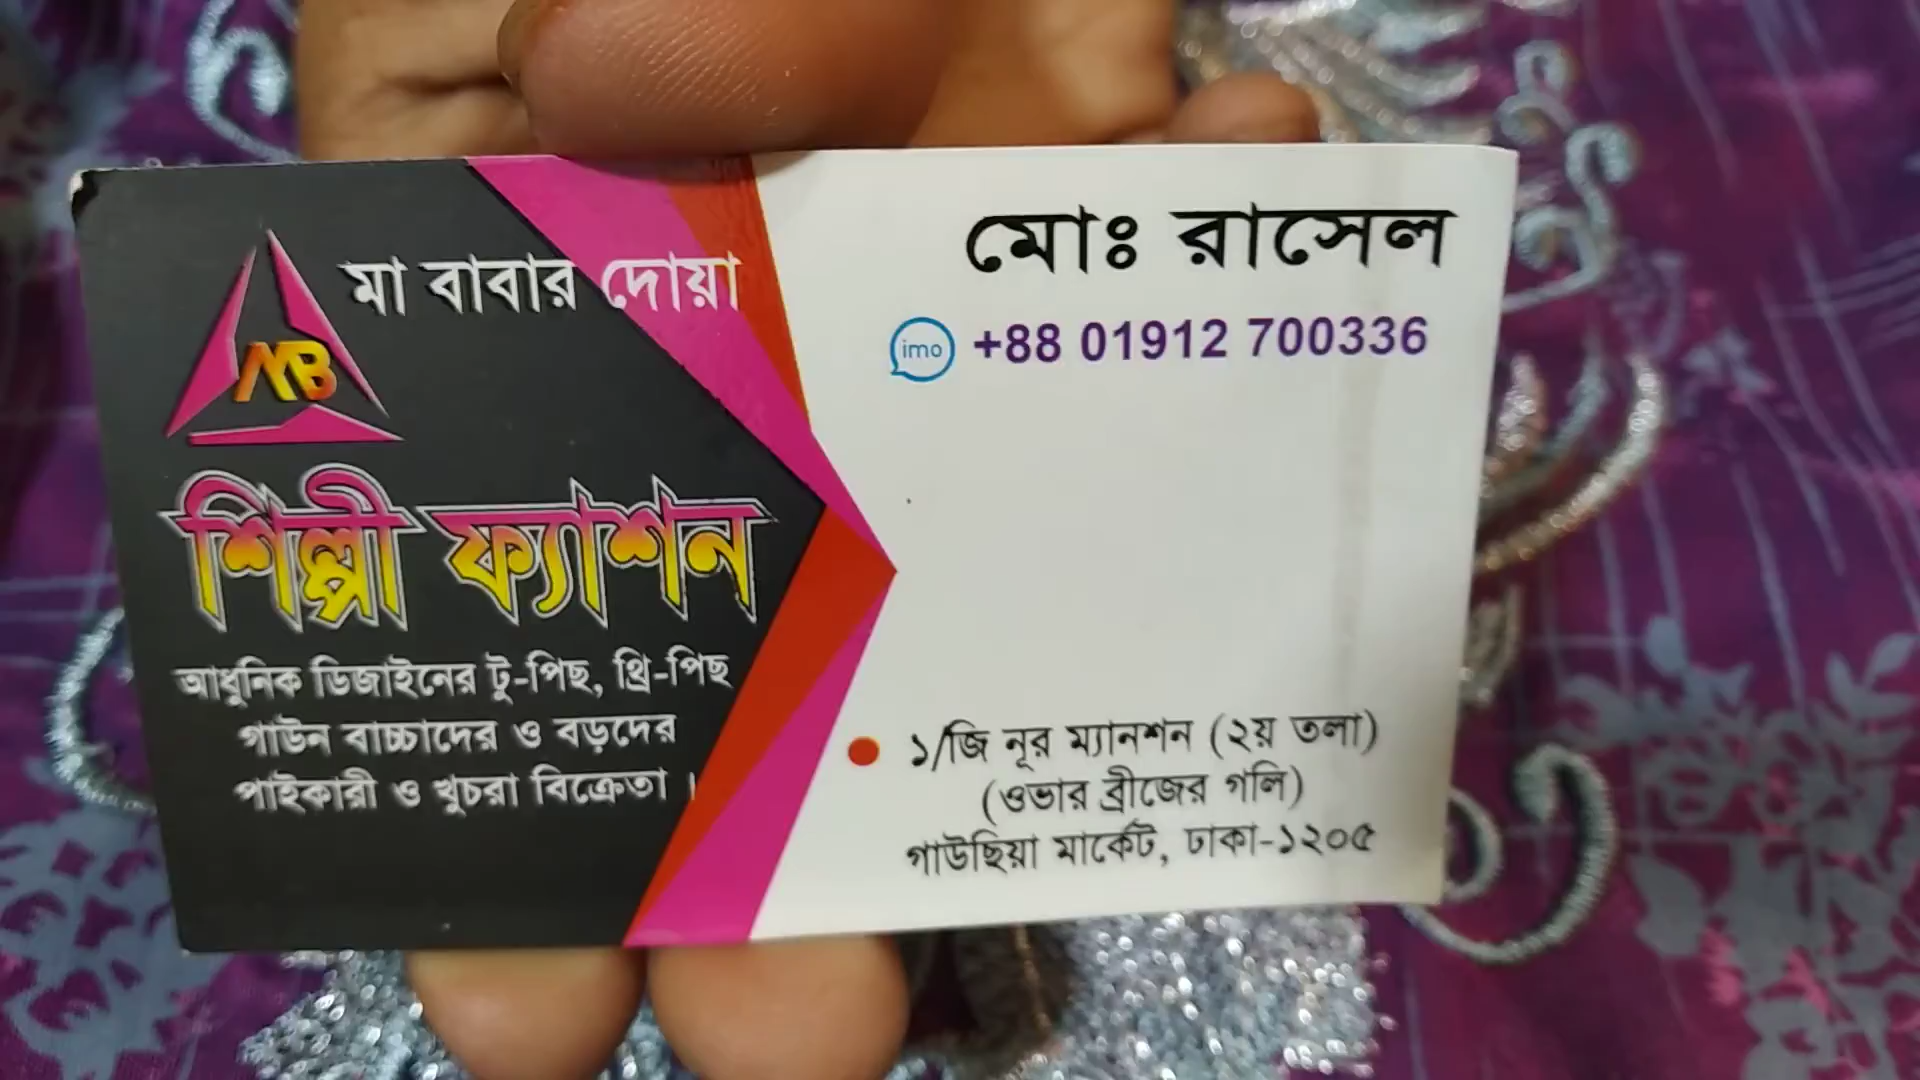 মা বাবার দোয়া
NB
শিল্পী ফ্যাশন
আধুনিক ডিজাইনের টু-পিছ, থ্রি-পিছ
গাউন বাচ্চাদের ও বড়দের
পাইকারী ও খুচরা বিক্রেতা ।
মোঃ রাসেল
imo +88 01912 700336
১/জি নূর ম্যানশন (২য় তলা)
(ওভার ব্রীজের গলি)
গাউছিয়া মার্কেট, ঢাকা-১২০৫